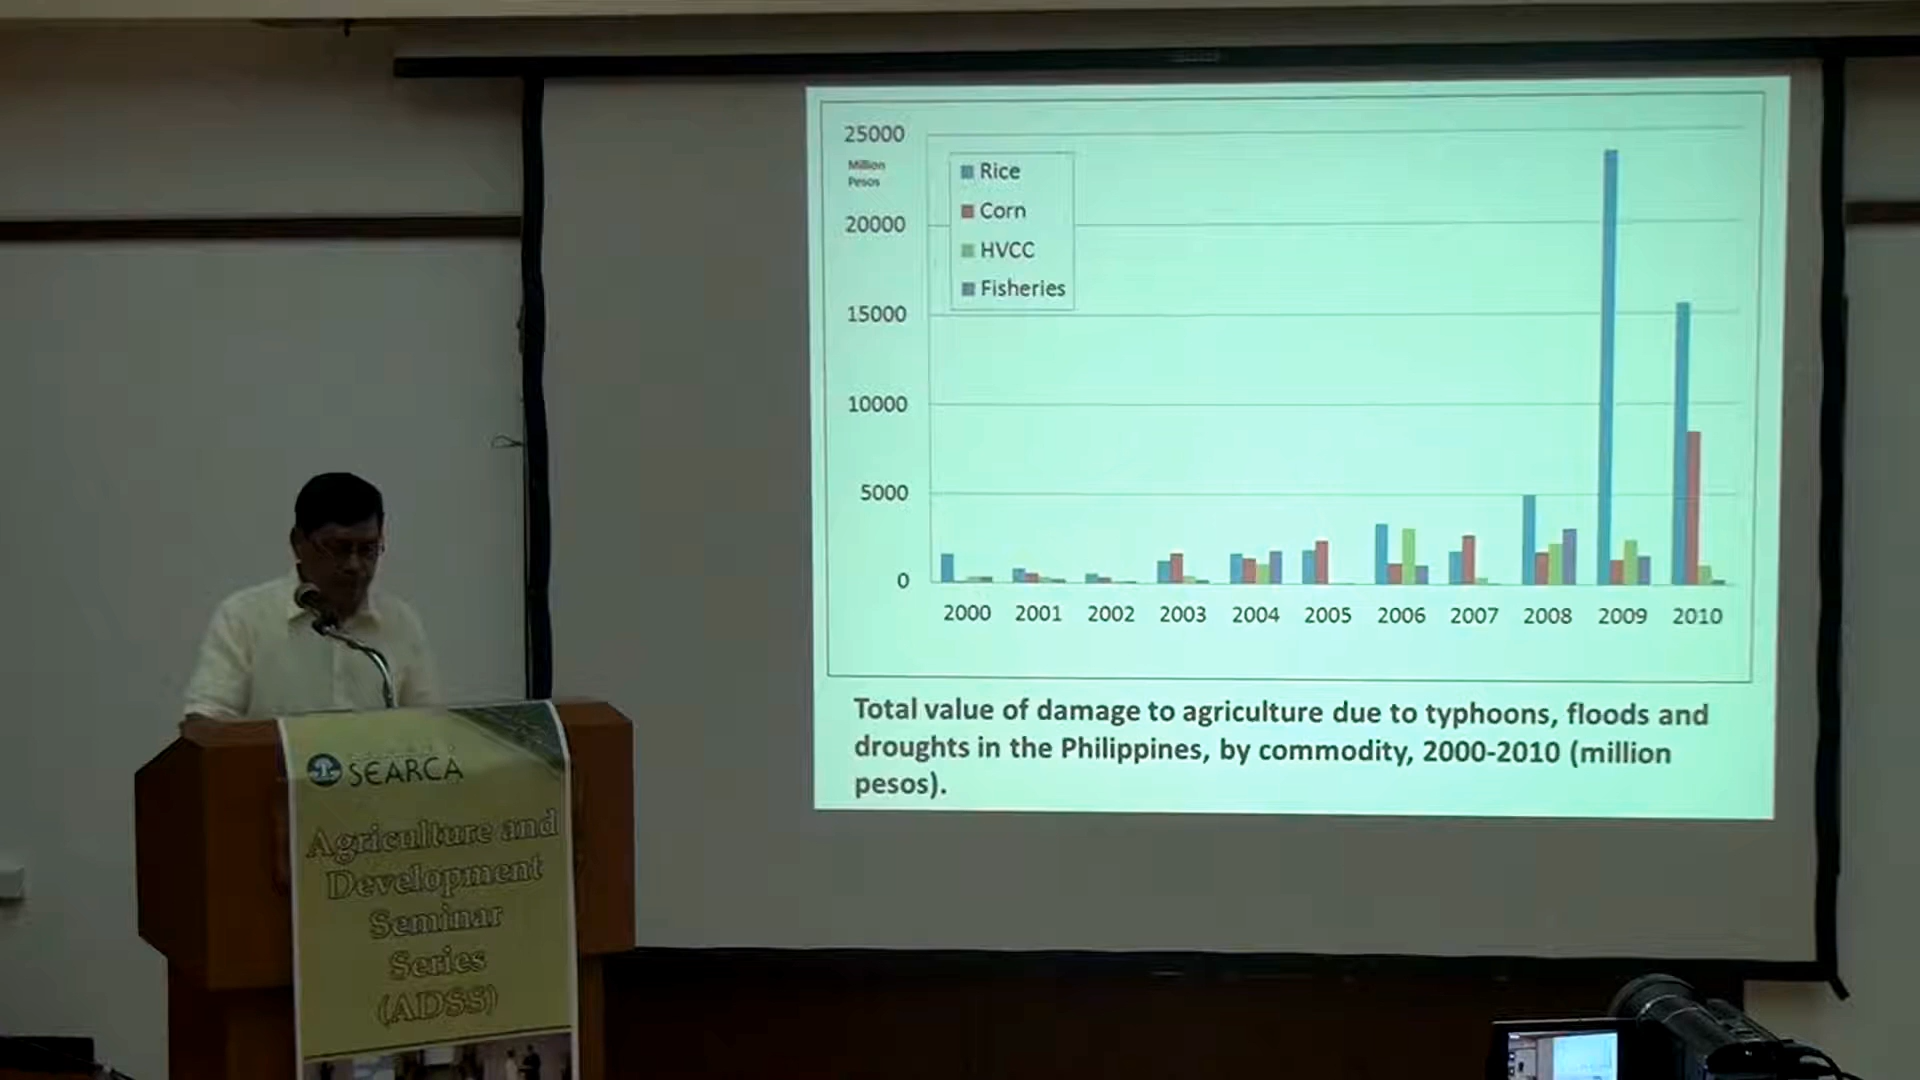 25000
Million
Pesos
20000
15000
10000
5000
0
Rice
Corn
HVCC
Fisheries
2000 2001 2002 2003 2004 2005 2006 2007 2008 2009 2010
Total value of damage to agriculture due to typhoons, floods and
droughts in the Philippines, by commodity, 2000-2010 (million
pesos).
SEARCA
Agriculture and
Development
Seminar
Series
(ADSS)